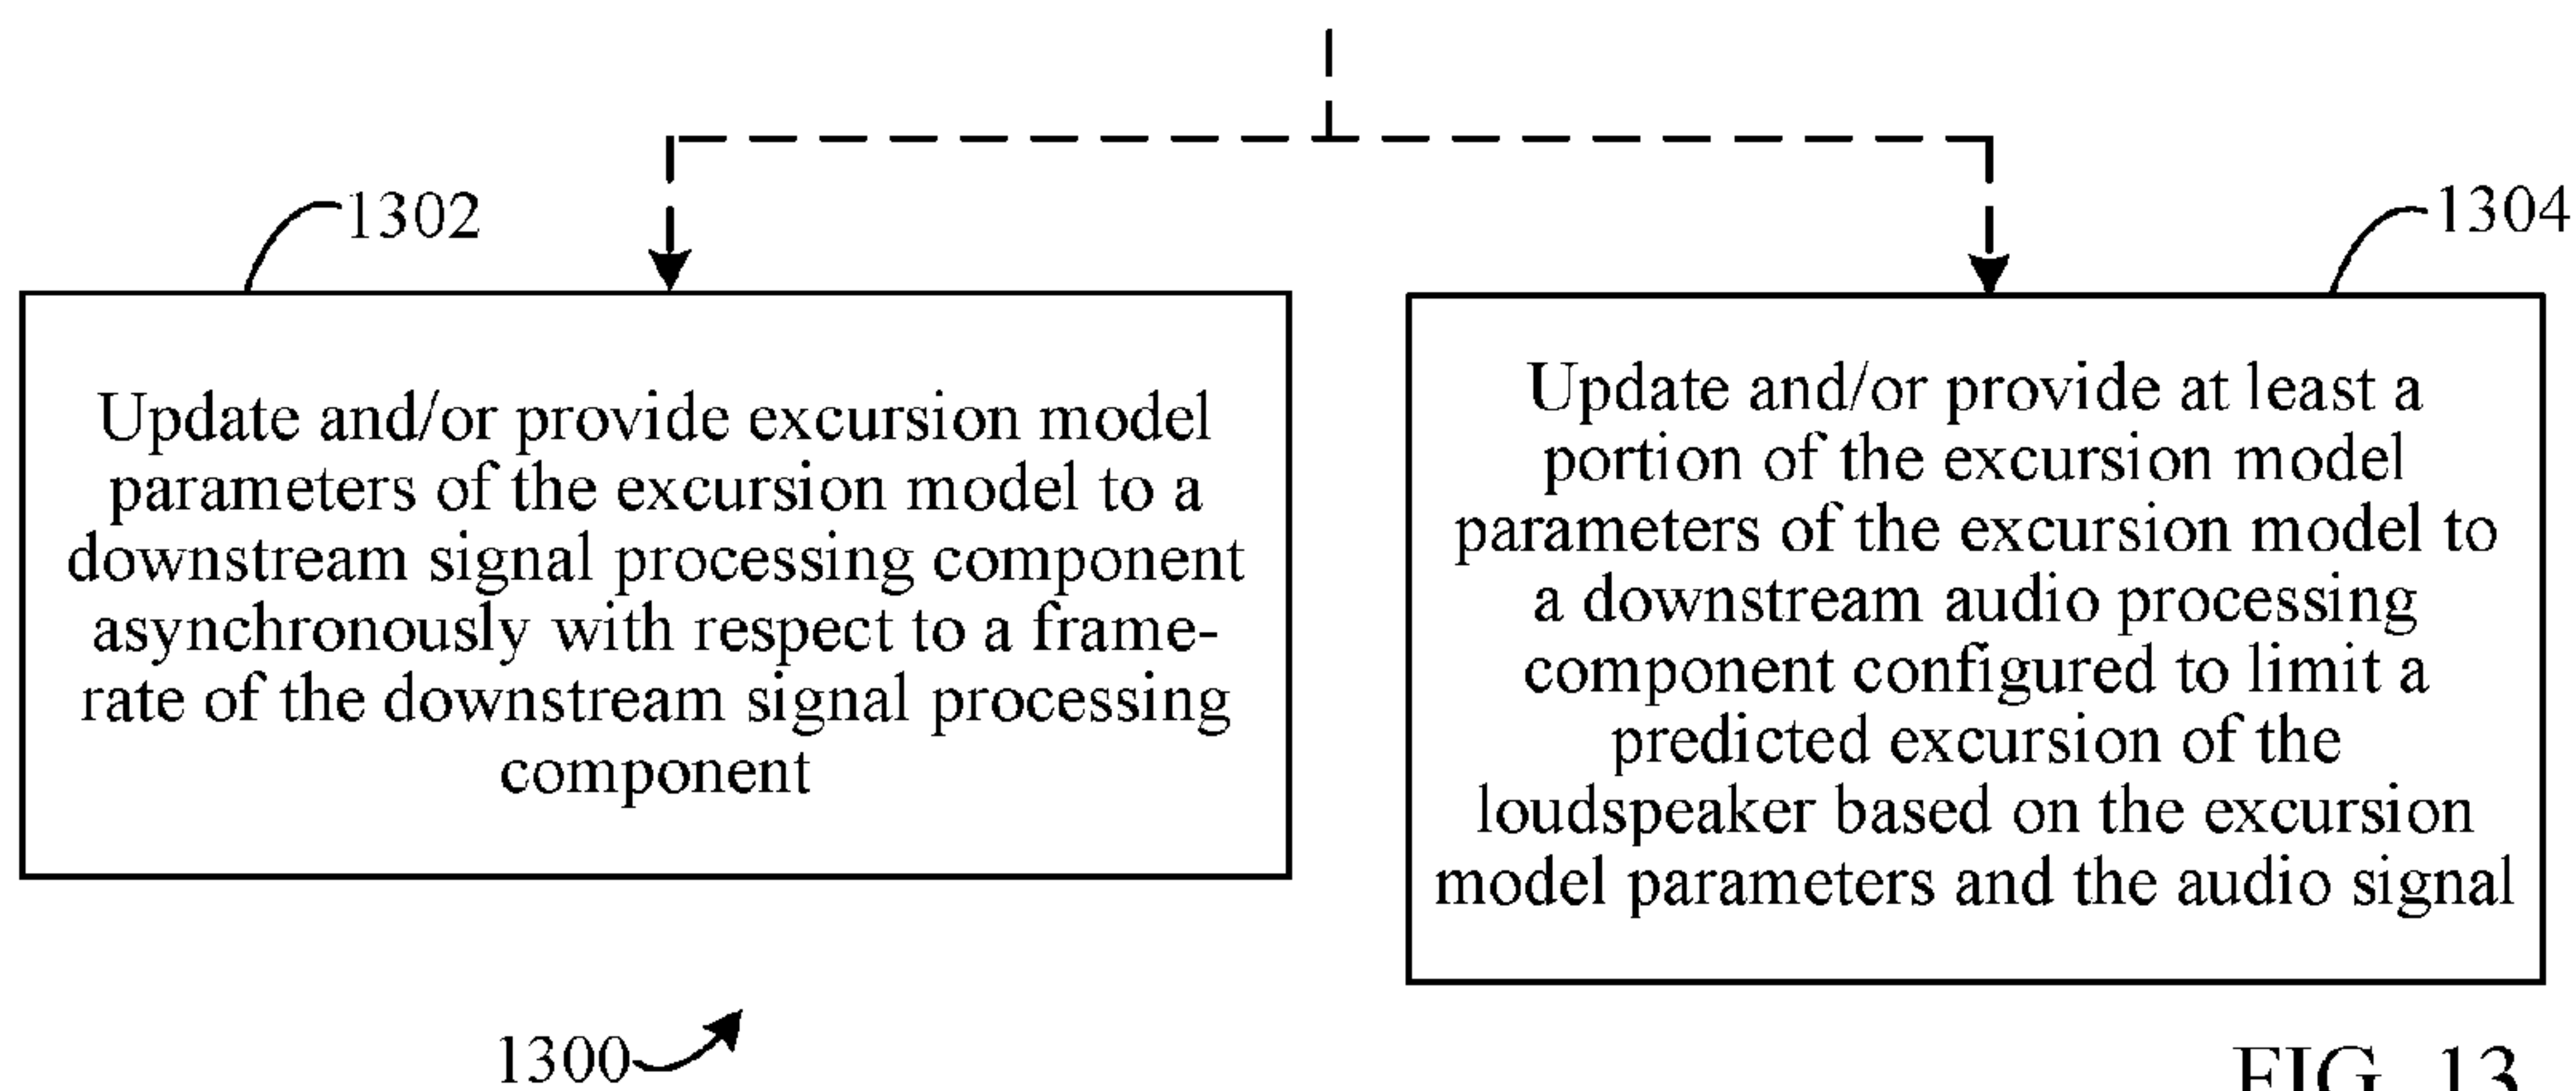 1302
1304
Update and/or provide excursion model
parameters of the excursion model to a
downstream signal processing component
asynchronously with respect to a frame-
rate of the downstream signal processing
component
Update and/or provide at least a
portion of the excursion model
parameters of the excursion model to
a downstream audio processing
component configured to limit a
predicted excursion of the
loudspeaker based on the excursion
model parameters and the audio signal
1300
FIG. 13